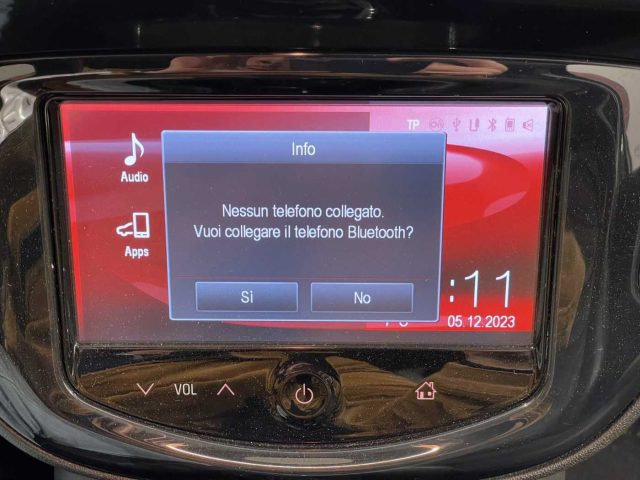 TP
Info
Audio
Nessun telefono collegato.
Vuoi collegare il telefono Bluetooth?
Apps
Sì
No
:11
05.12.2023
VOL